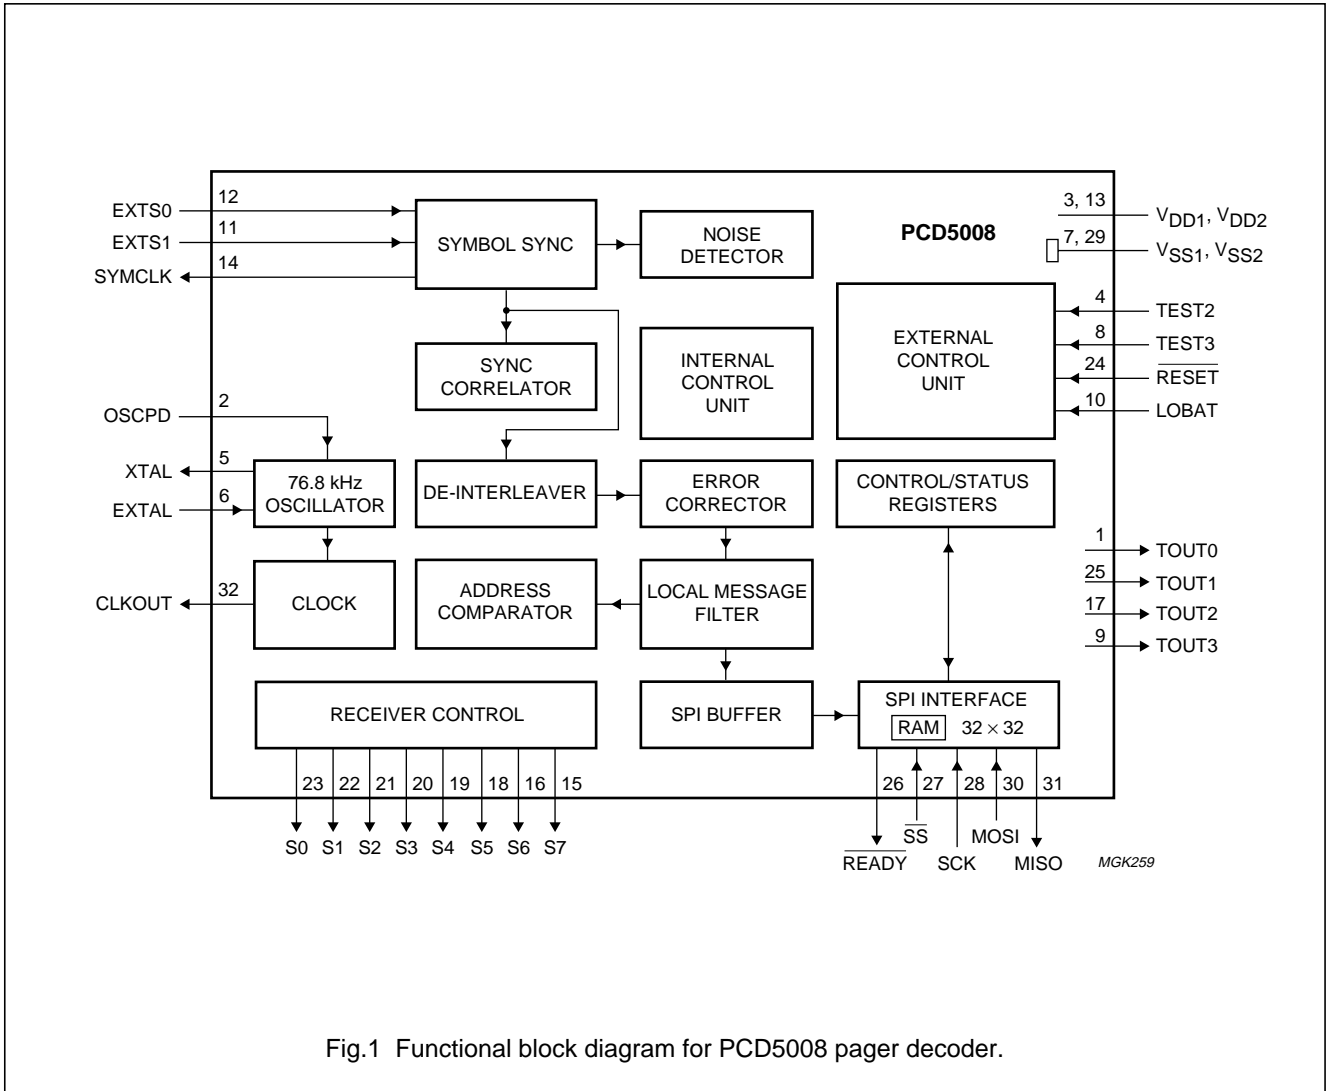 12
EXTS0
11
EXTS1
14
SYMCLK
SYMBOL SYNC
NOISE
DETECTOR
PCD5008
3, 13
VDD1, VDD2
7, 29
VSS1, VSS2
SYNC
CORRELATOR
INTERNAL
CONTROL
UNIT
EXTERNAL
CONTROL
UNIT
4
TEST2
8
TEST3
24
RESET
10
LOBAT
2
OSCPD
5
XTAL
6
EXTAL
76.8 kHz
OSCILLATOR
DE-INTERLEAVER
ERROR
CORRECTOR
CONTROL/STATUS
REGISTERS
1
TOUT0
25
TOUT1
17
TOUT2
9
TOUT3
32
CLKOUT
CLOCK
ADDRESS
COMPARATOR
LOCAL MESSAGE
FILTER
RECEIVER CONTROL
SPI BUFFER
SPI INTERFACE
RAM 32 × 32
23 22 21 20 19 18 16 15
S0 S1 S2 S3 S4 S5 S6 S7
26 27 28 30 31
SS MOSI
READY SCK MISO
MGK259
Fig.1 Functional block diagram for PCD5008 pager decoder.